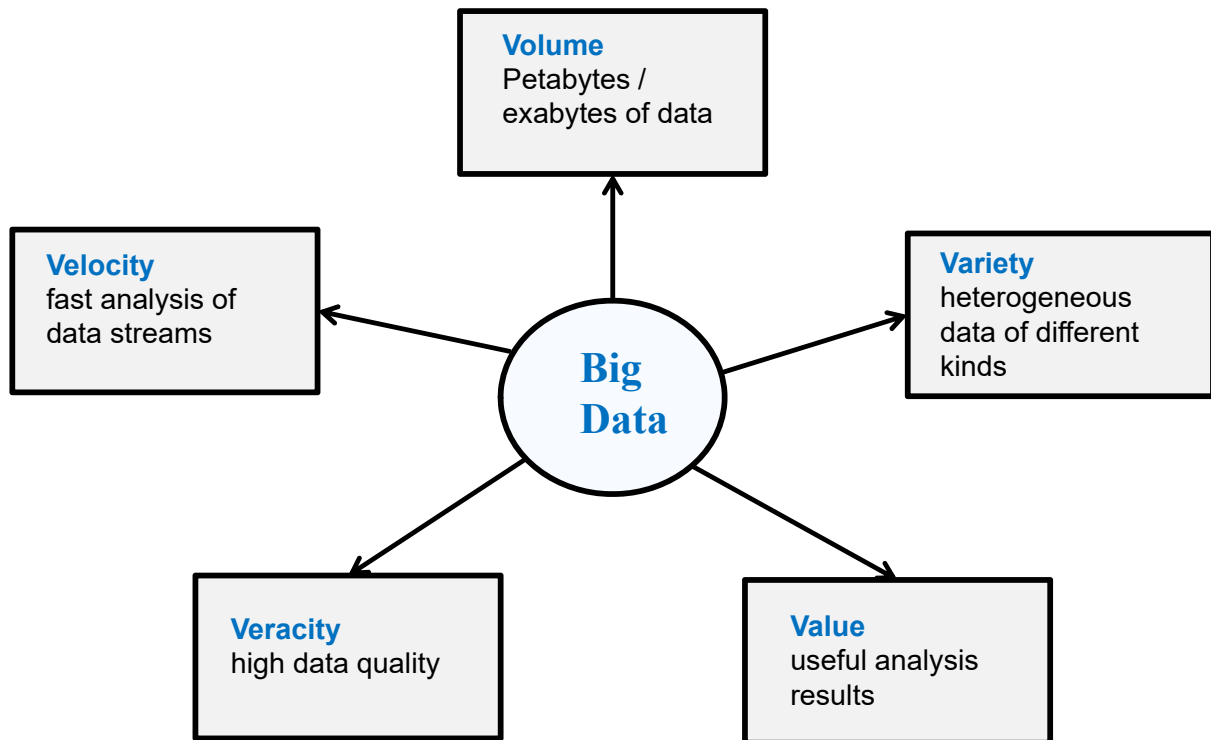 Volume
Petabytes /
exabytes of data
Velocity
fast analysis of
data streams
Variety
heterogeneous
data of different
kinds
Big
Data
Veracity
high data quality
Value
useful analysis
results